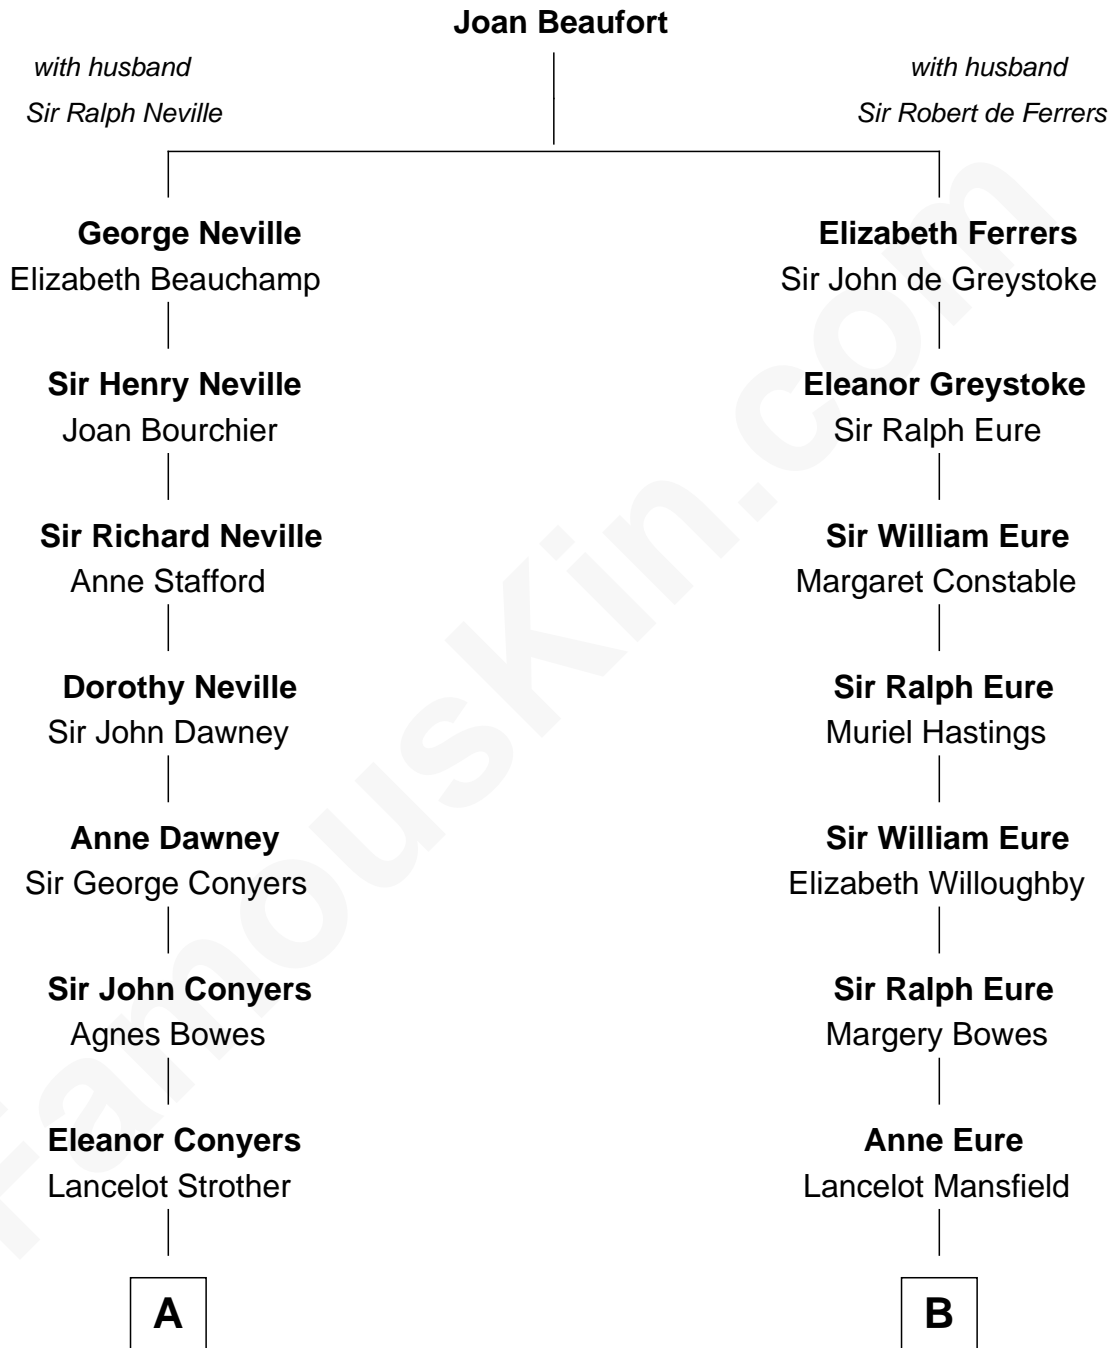 Joan Beaufort
with husband
Sir Ralph Neville
with husband
Sir Robert de Ferrers
George Neville
Elizabeth Beauchamp
Elizabeth Ferrers
Sir John de Greystoke
Sir Henry Neville
Joan Bourchier
Eleanor Greystoke
Sir Ralph Eure
Sir Richard Neville
Anne Stafford
Sir William Eure
Margaret Constable
Dorothy Neville
Sir John Dawney
Sir Ralph Eure
Muriel Hastings
Anne Dawney
Sir George Conyers
Sir William Eure
Elizabeth Willoughby
Sir John Conyers
Agnes Bowes
Sir Ralph Eure
Margery Bowes
Eleanor Conyers
Lancelot Strother
Anne Eure
Lancelot Mansfield
A
B
FamousKin.com